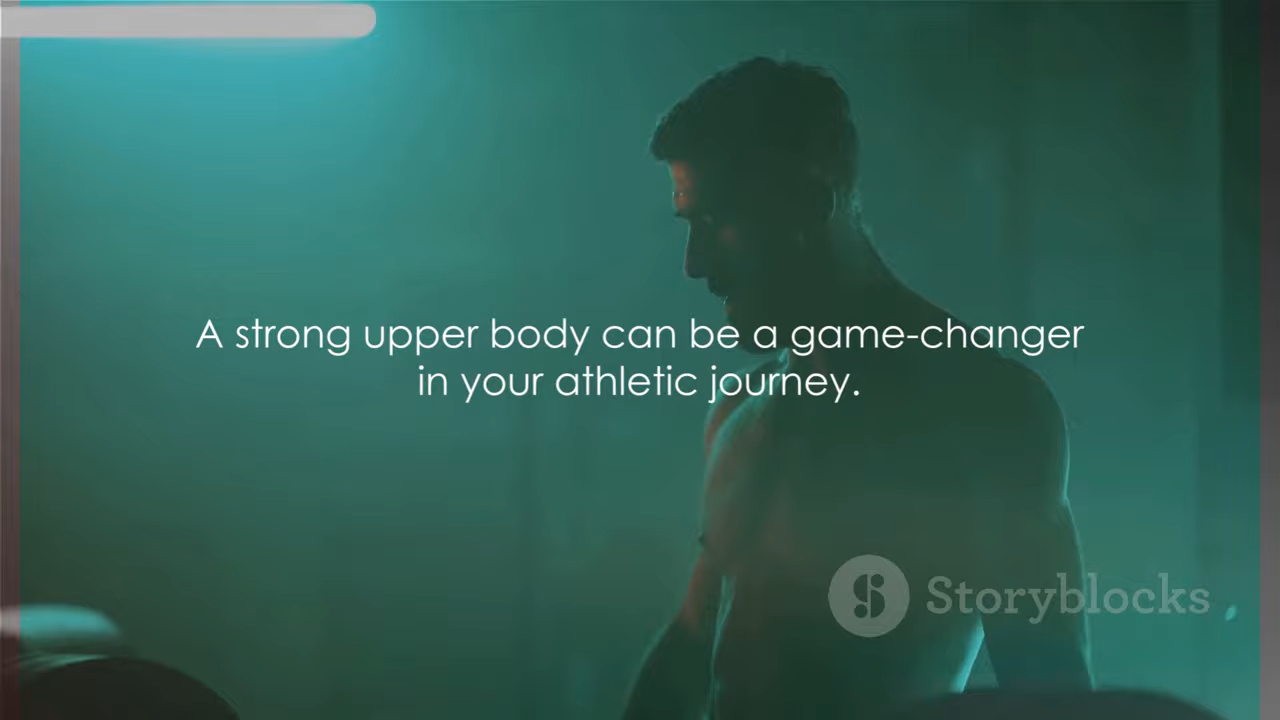 A strong upper body can be a game-changer
in your athletic journey.
Storyblocks